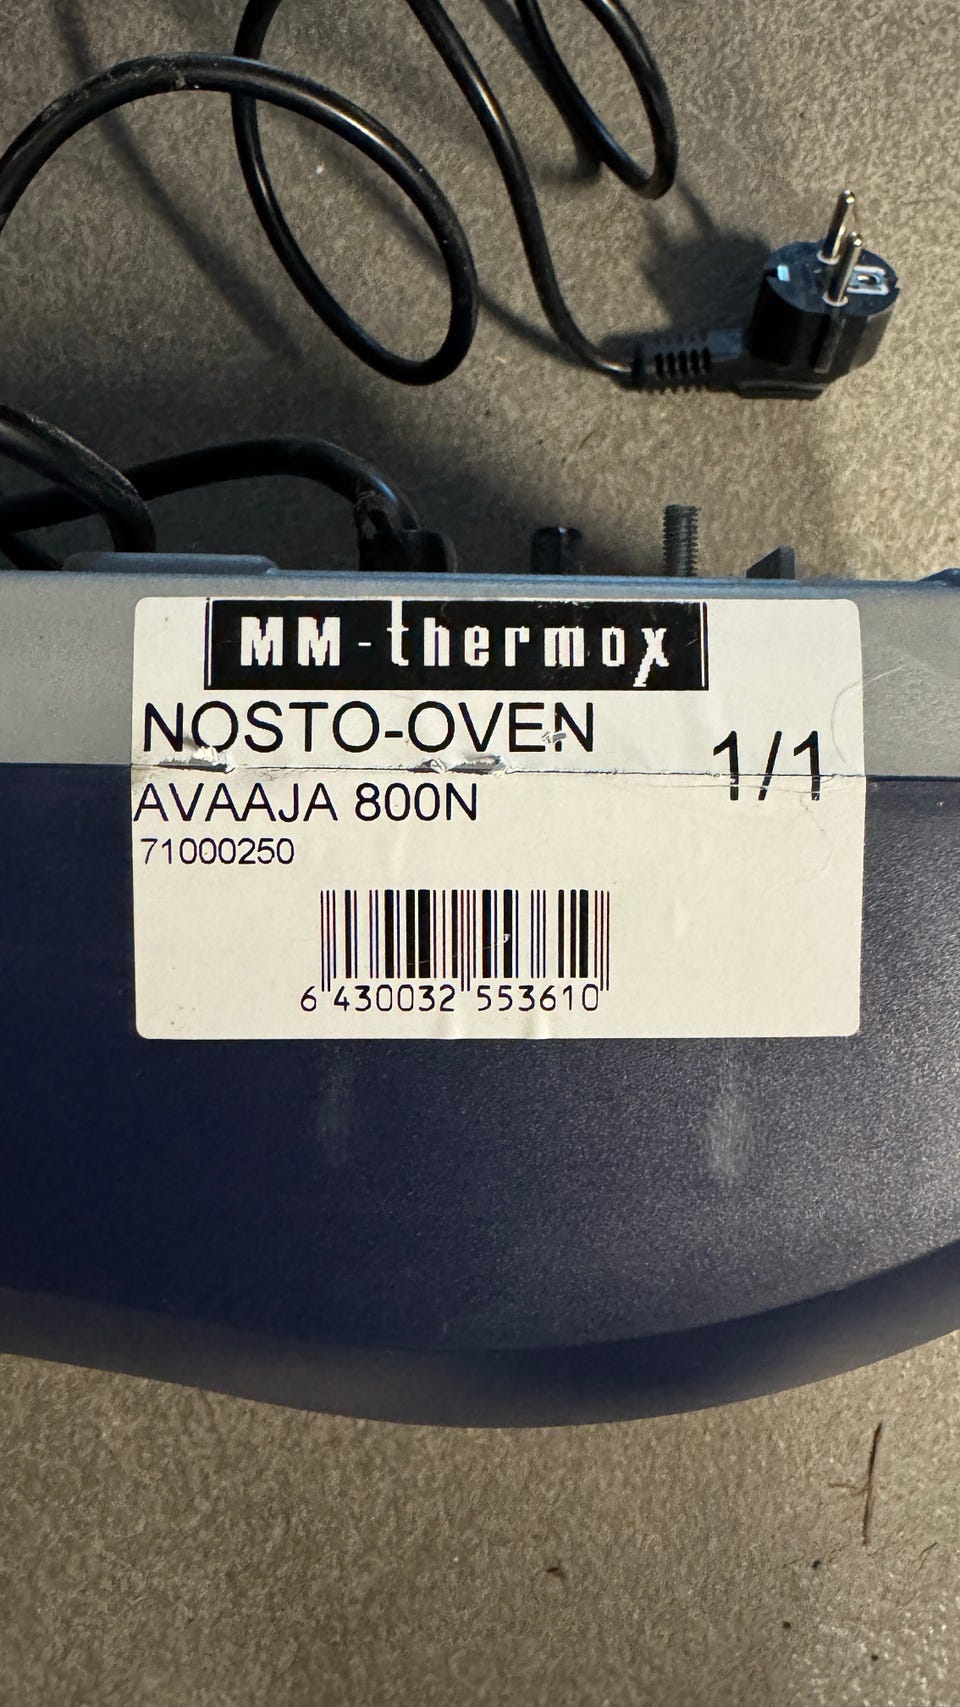 MM-thermox
NOSTO-OVEN
1/1
AVAAJA 800N
71000250
6 430032 553610